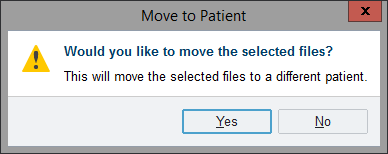 Move to Patient
Would you like to move the selected files?
This will move the selected files to a different patient.
Yes
No